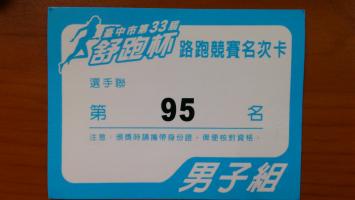 臺中市第33屆
舒跑杯 路跑競賽名次卡
選手聯
第 95 名
注意：頒獎時請攜帶身份證，俾便核對資格。
男子組